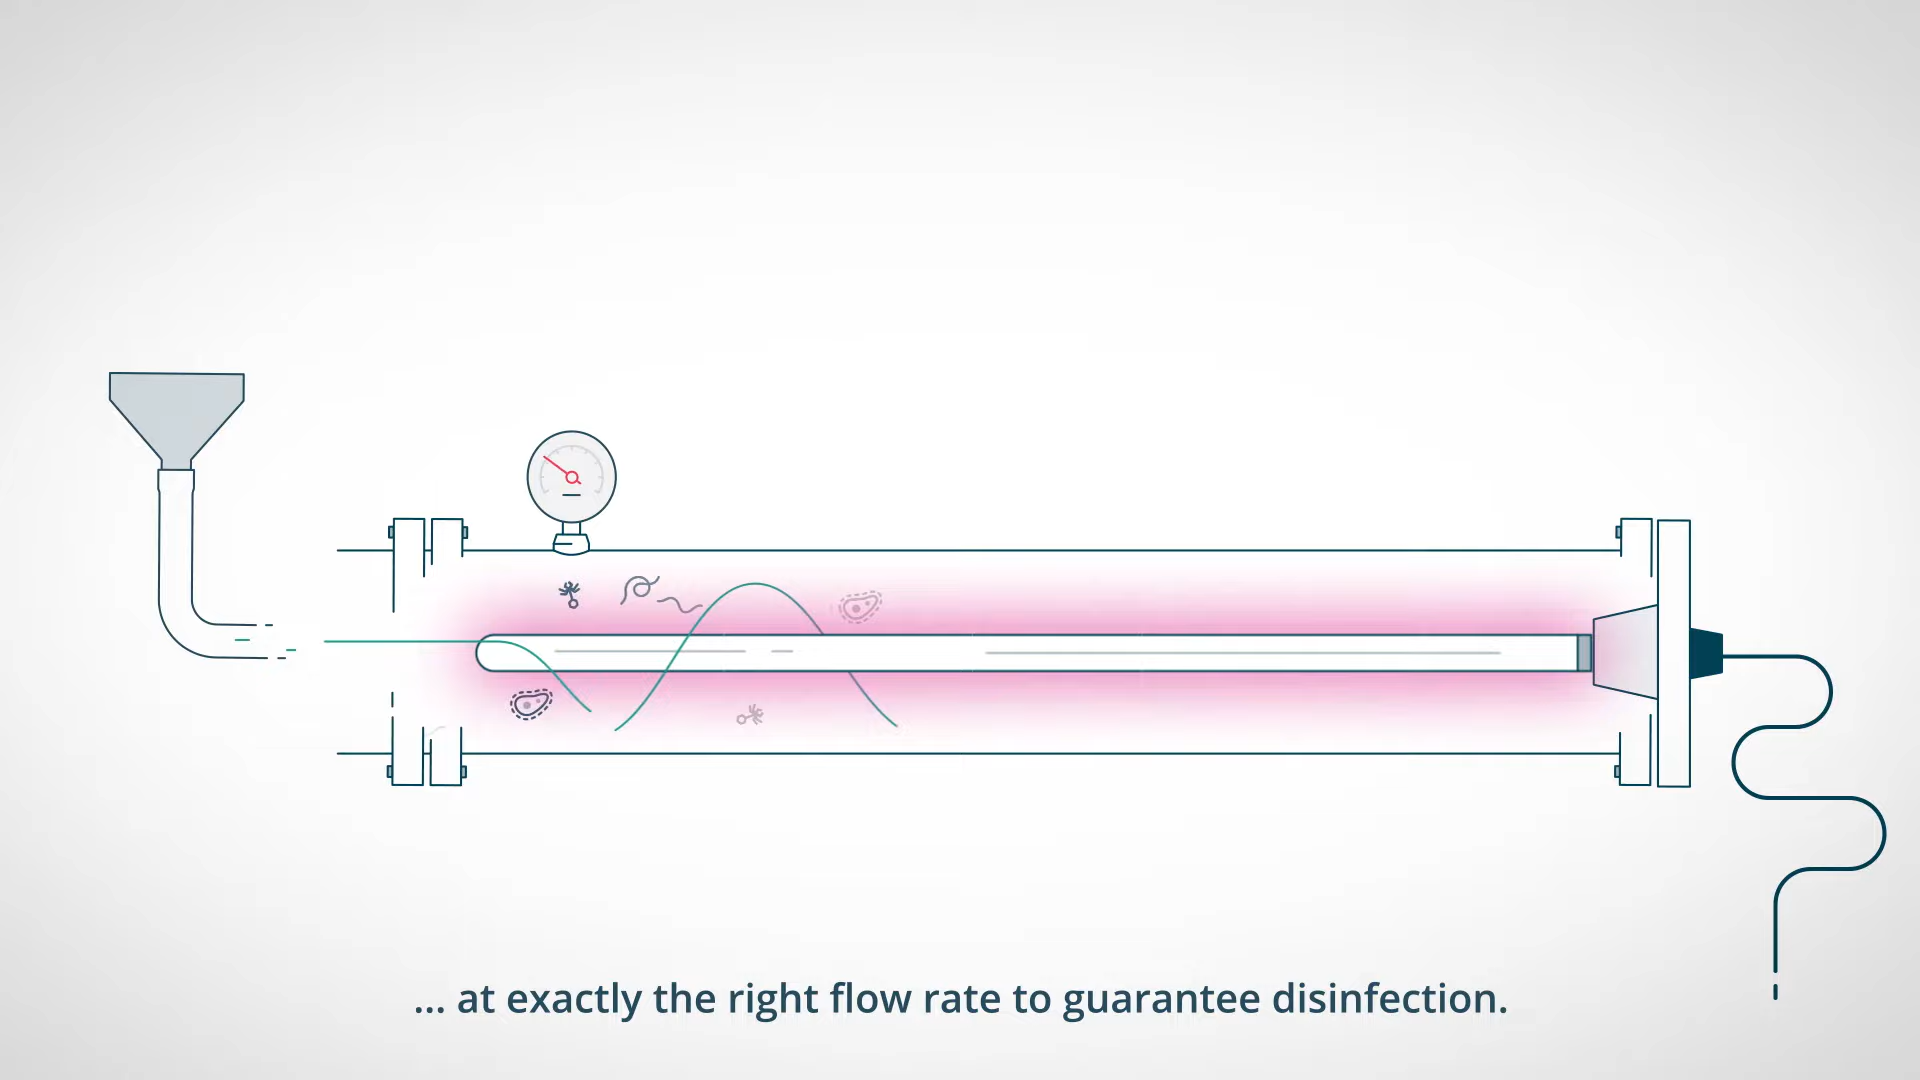 ... at exactly the right flow rate to guarantee disinfection.